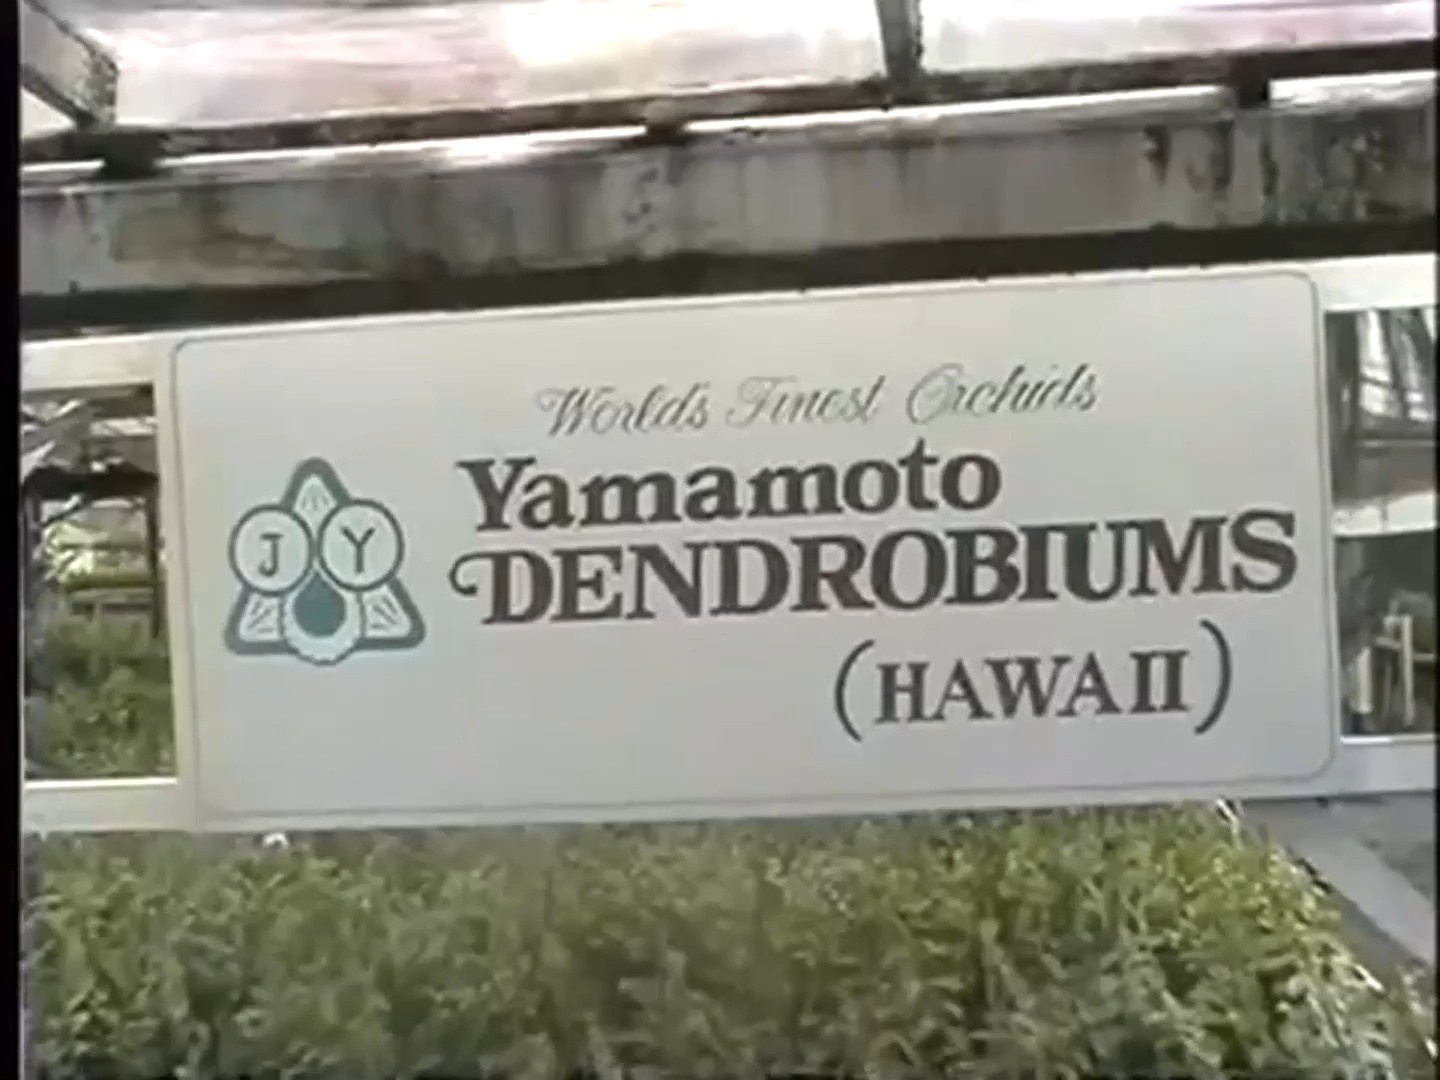 World's Finest Orchids
Yamamoto
DENDROBIUMS
(HAWAII)
J Y